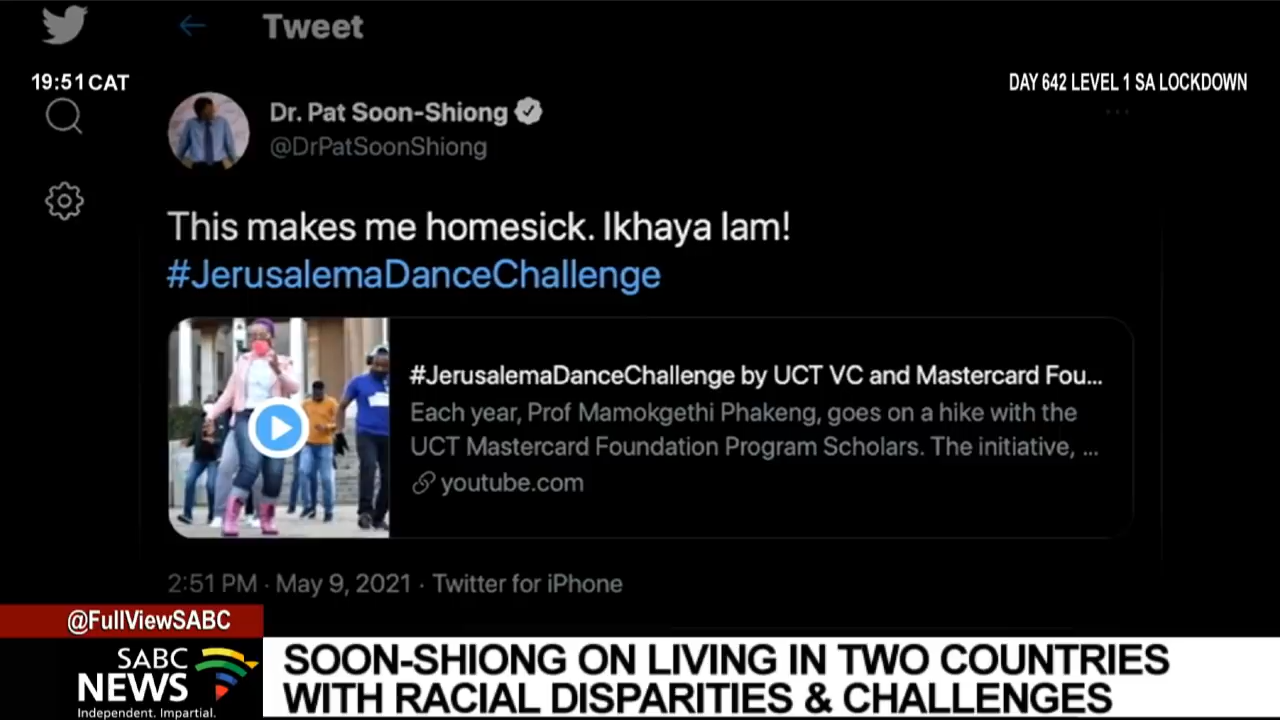 Tweet
19:51 CAT
DAY 642 LEVEL 1 SA LOCKDOWN
Dr. Pat Soon-Shiong
@DrPatSoonShiong
This makes me homesick. Ikhaya lam!
#JerusalemaDanceChallenge
#JerusalemaDanceChallenge by UCT VC and Mastercard Fou...
Each year, Prof Mamokgethi Phakeng, goes on a hike with the
UCT Mastercard Foundation Program Scholars. The initiative, ...
youtube.com
2:51 PM · May 9, 2021 · Twitter for iPhone
@FullViewSABC
SABC
NEWS
Independent. Impartial.
SOON-SHIONG ON LIVING IN TWO COUNTRIES
WITH RACIAL DISPARITIES & CHALLENGES